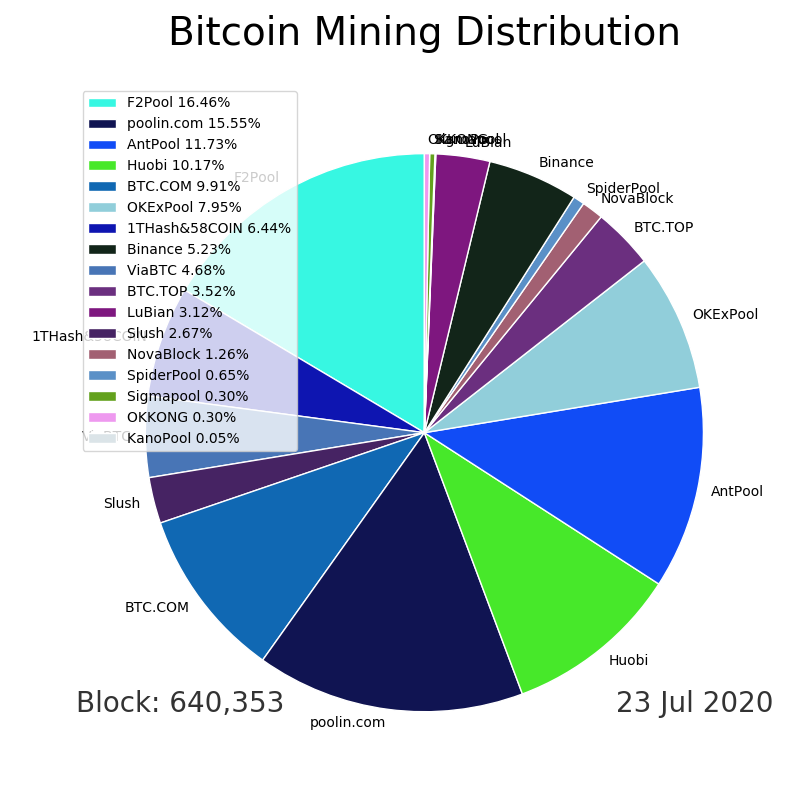 Bitcoin Mining Distribution
F2Pool 16.46%
poolin.com 15.55%
AntPool 11.73%
Huobi 10.17%
BTC.COM 9.91%
OKExPool 7.95%
1THash&58COIN 6.44%
Binance 5.23%
ViaBTC 4.68%
BTC.TOP 3.52%
LuBian 3.12%
Slush 2.67%
NovaBlock 1.26%
SpiderPool 0.65%
Sigmapool 0.30%
OKKONG 0.30%
KanoPool 0.05%
LuBian
Binance
SpiderPool
NovaBlock
BTC.TOP
OKExPool
AntPool
Huobi
poolin.com
BTC.COM
Slush
ViaBTC
1THash&58COIN
F2Pool
Block: 640,353
23 Jul 2020